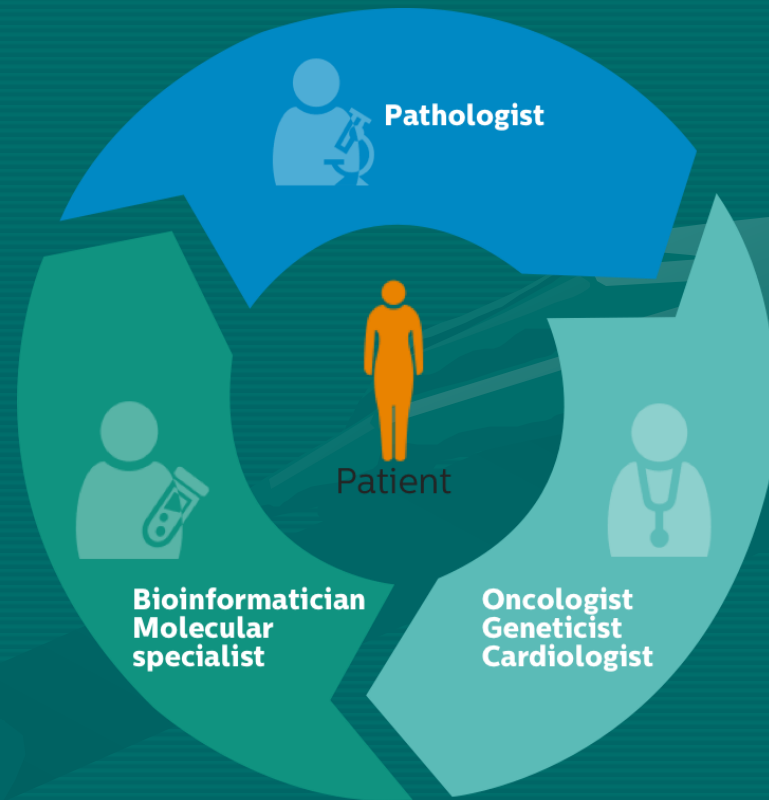 Pathologist
Patient
Bioinformatician
Molecular
specialist
Oncologist
Geneticist
Cardiologist